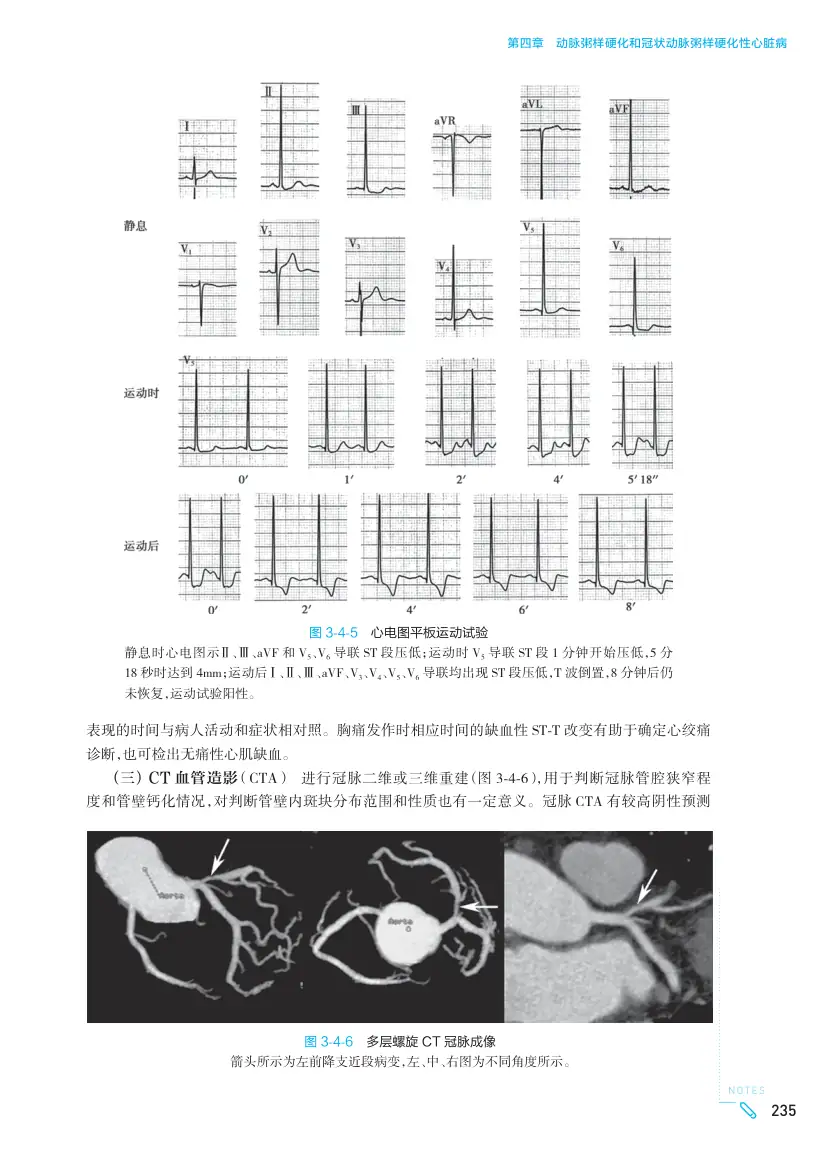 第四章 动脉粥样硬化和冠状动脉粥样硬化性心脏病
Ⅰ Ⅱ Ⅲ aVR aVL aVF
静息
V₁ V₂ V₃ V₄ V₅ V₆
V₅
运动时
0′ 1′ 2′ 4′ 5′ 18″
运动后
0′ 2′ 4′ 6′ 8′
图 3-4-5 心电图平板运动试验
静息时心电图示Ⅱ、Ⅲ、aVF 和 V₅、V₆ 导联 ST 段压低;运动时 V₅ 导联 ST 段 1 分钟开始压低,5 分
18 秒时达到 4mm;运动后Ⅰ、Ⅱ、Ⅲ、aVF、V₃、V₄、V₅、V₆ 导联均出现 ST 段压低,T 波倒置,8 分钟后仍
未恢复,运动试验阳性。
表现的时间与病人活动和症状相对照。胸痛发作时相应时间的缺血性 ST-T 改变有助于确定心绞痛
诊断,也可检出无痛性心肌缺血。
(三)CT 血管造影(CTA) 进行冠脉二维或三维重建(图 3-4-6),用于判断冠脉管腔狭窄程
度和管壁钙化情况,对判断管壁内斑块分布范围和性质也有一定意义。冠脉 CTA 有较高阴性预测
Aorta Aorta
图 3-4-6 多层螺旋 CT 冠脉成像
箭头所示为左前降支近段病变,左、中、右图为不同角度所示。
NOTES
235